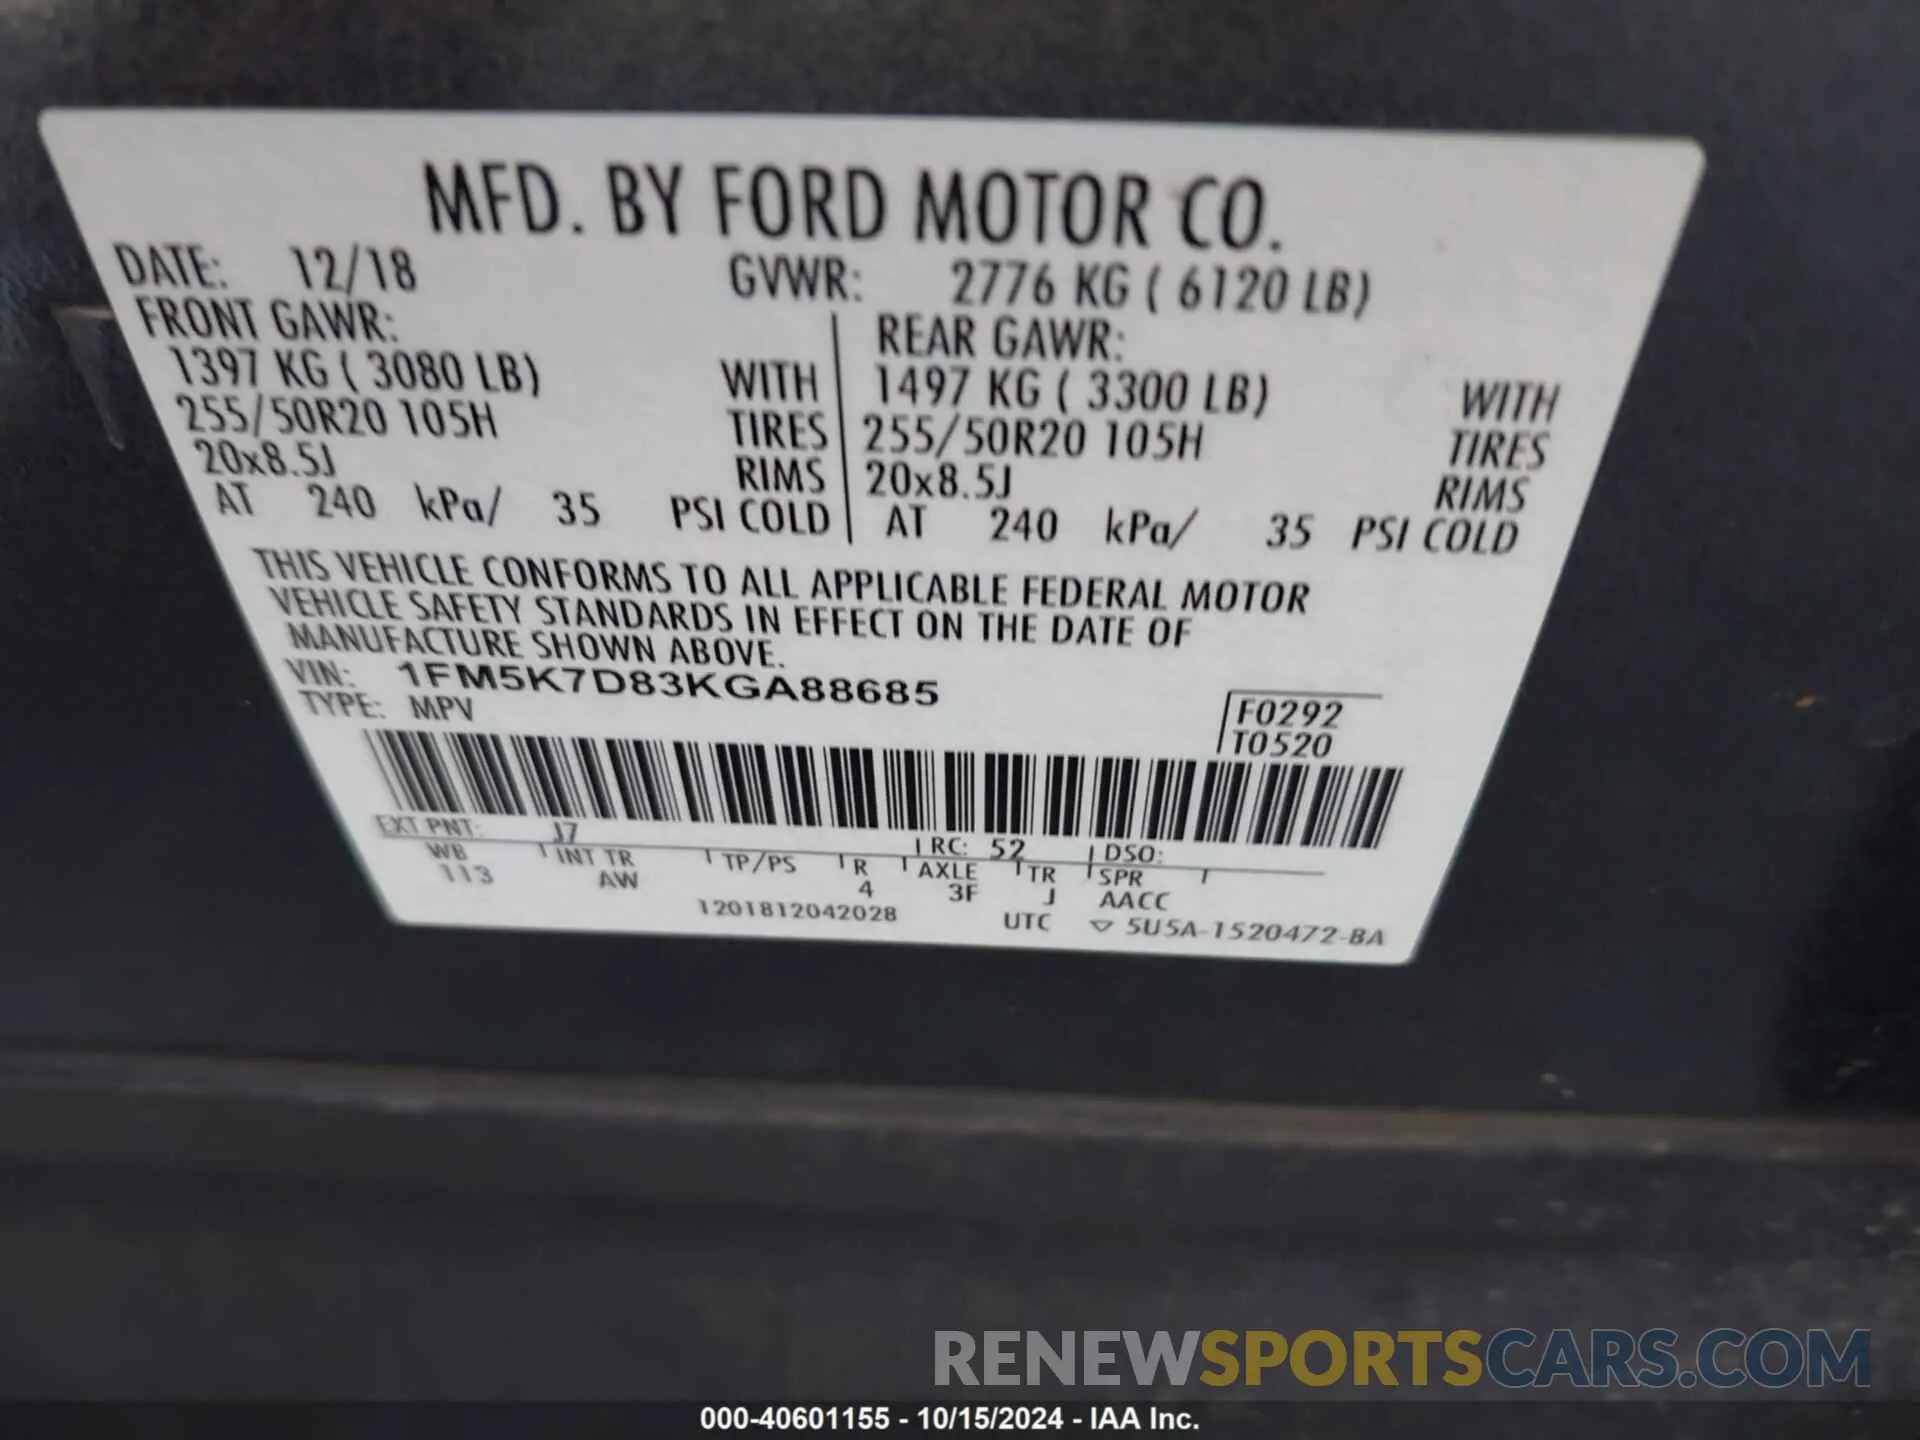 MFD. BY FORD MOTOR CO.
DATE: 12/18 GVWR: 2776 KG ( 6120 LB)
FRONT GAWR: REAR GAWR:
1397 KG ( 3080 LB) WITH 1497 KG ( 3300 LB) WITH
255/50R20 105H TIRES 255/50R20 105H TIRES
20x8.5J RIMS 20x8.5J RIMS
AT 240 kPa/ 35 PSI COLD AT 240 kPa/ 35 PSI COLD
THIS VEHICLE CONFORMS TO ALL APPLICABLE FEDERAL MOTOR
VEHICLE SAFETY STANDARDS IN EFFECT ON THE DATE OF
MANUFACTURE SHOWN ABOVE.
VIN: 1FM5K7D83KGA88685
TYPE: MPV
F0292
T0520
EXT PNT: J7 RC: 52 DSO:
WB INT TR TP/PS R AXLE TR SPR
113 AW 4 3F J AACC
1201812042028 UTC ▽ 5U5A-1520472-BA
RENEWSPORTSCARS.COM
000-40601155 - 10/15/2024 - IAA Inc.